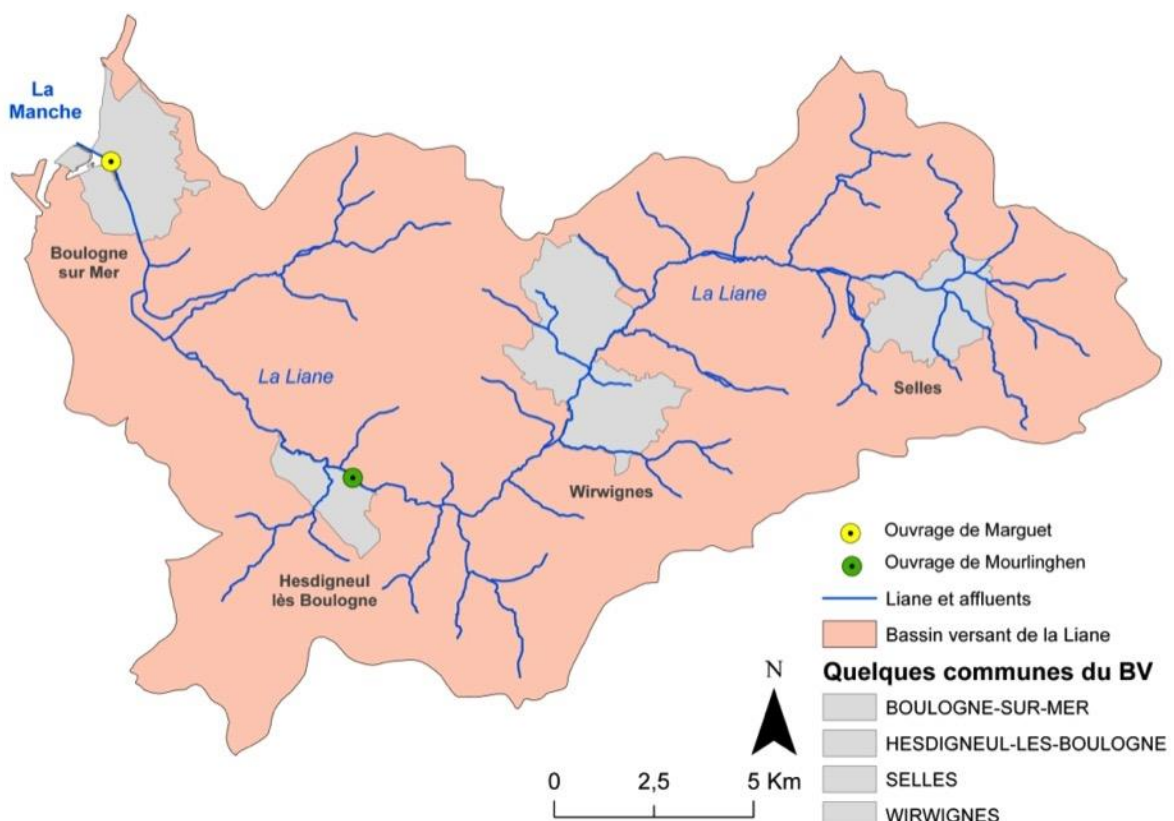 La
Manche
Boulogne
sur Mer
La Liane
La Liane
Selles
Wirwignes
Hesdigneul
lès Boulogne
Ouvrage de Marguet
Ouvrage de Mourlinghen
Liane et affluents
Bassin versant de la Liane
Quelques communes du BV
BOULOGNE-SUR-MER
HESDIGNEUL-LES-BOULOGNE
SELLES
WIRWIGNES
N
0 2,5 5 Km